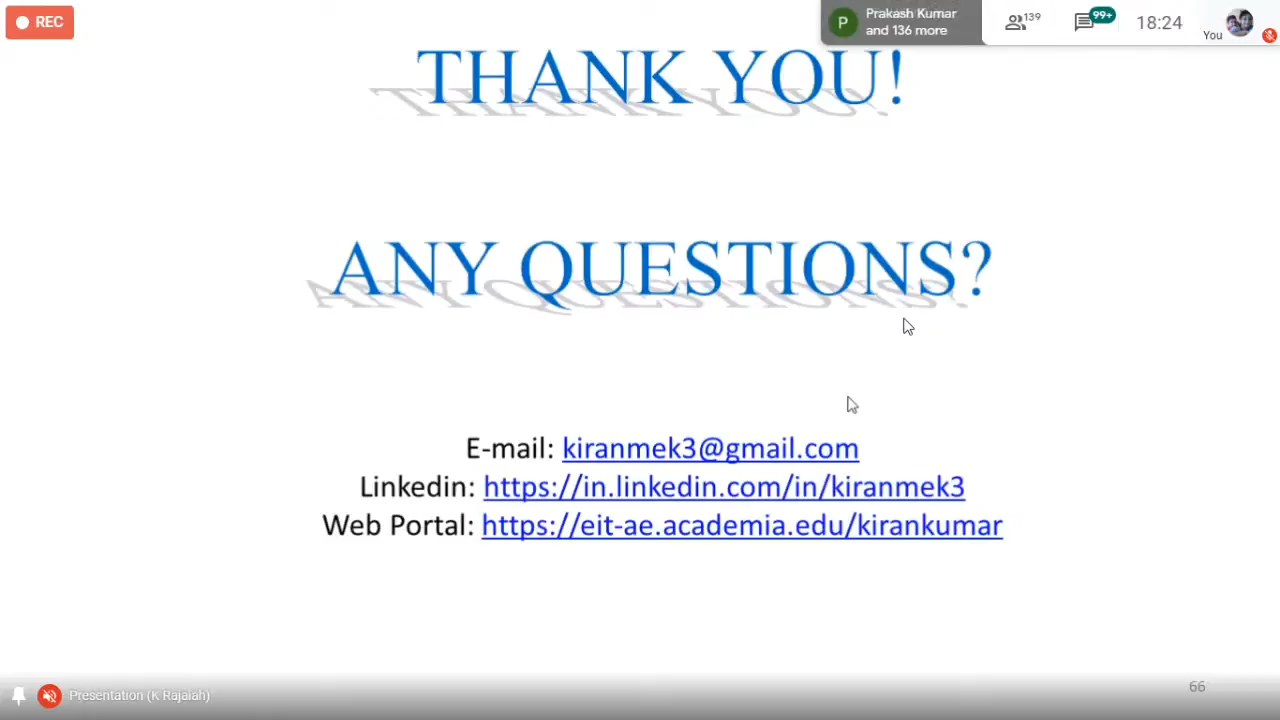 REC
P
Prakash Kumar
and 136 more
139
99+
18:24
You
THANK YOU!
ANY QUESTIONS?
E-mail: kiranmek3@gmail.com
Linkedin: https://in.linkedin.com/in/kiranmek3
Web Portal: https://eit-ae.academia.edu/kirankumar
Presentation (K Rajaiah)
66